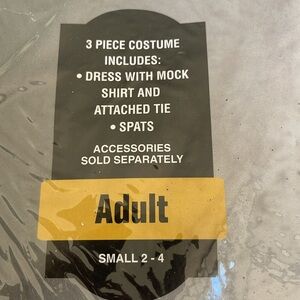 3 PIECE COSTUME
INCLUDES:
• DRESS WITH MOCK
SHIRT AND
ATTACHED TIE
• SPATS
ACCESSORIES
SOLD SEPARATELY
Adult
SMALL 2 - 4